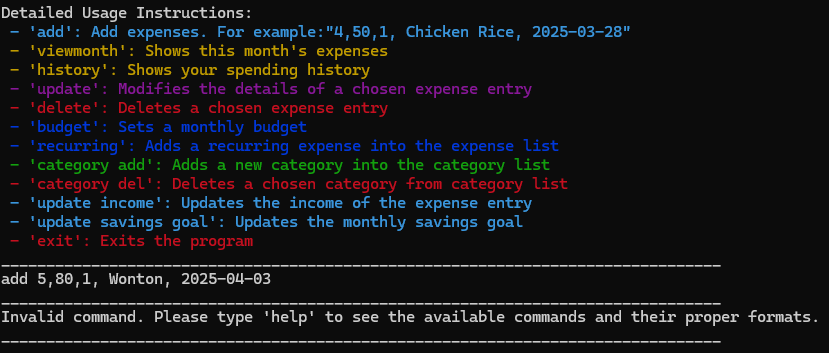 Detailed Usage Instructions:
- 'add': Add expenses. For example:"4,50,1, Chicken Rice, 2025-03-28"
- 'viewmonth': Shows this month's expenses
- 'history': Shows your spending history
- 'update': Modifies the details of a chosen expense entry
- 'delete': Deletes a chosen expense entry
- 'budget': Sets a monthly budget
- 'recurring': Adds a recurring expense into the expense list
- 'category add': Adds a new category into the category list
- 'category del': Deletes a chosen category from category list
- 'update income': Updates the income of the expense entry
- 'update savings goal': Updates the monthly savings goal
- 'exit': Exits the program
________________________________________________________________________________
add 5,80,1, Wonton, 2025-04-03
________________________________________________________________________________
Invalid command. Please type 'help' to see the available commands and their proper formats.
________________________________________________________________________________